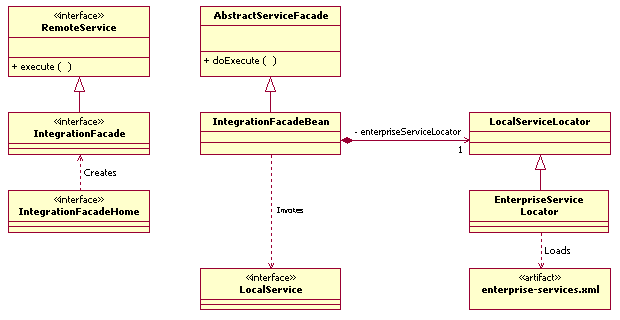 «interface»
RemoteService
+ execute ( )
AbstractServiceFacade
+ doExecute ( )
«interface»
IntegrationFacade
IntegrationFacadeBean
- enterpriseServiceLocator
1
LocalServiceLocator
Creates
«interface»
IntegrationFacadeHome
Invotes
EnterpriseService
Locator
Loads
«interface»
LocalService
«artifact»
enterprise-services.xml